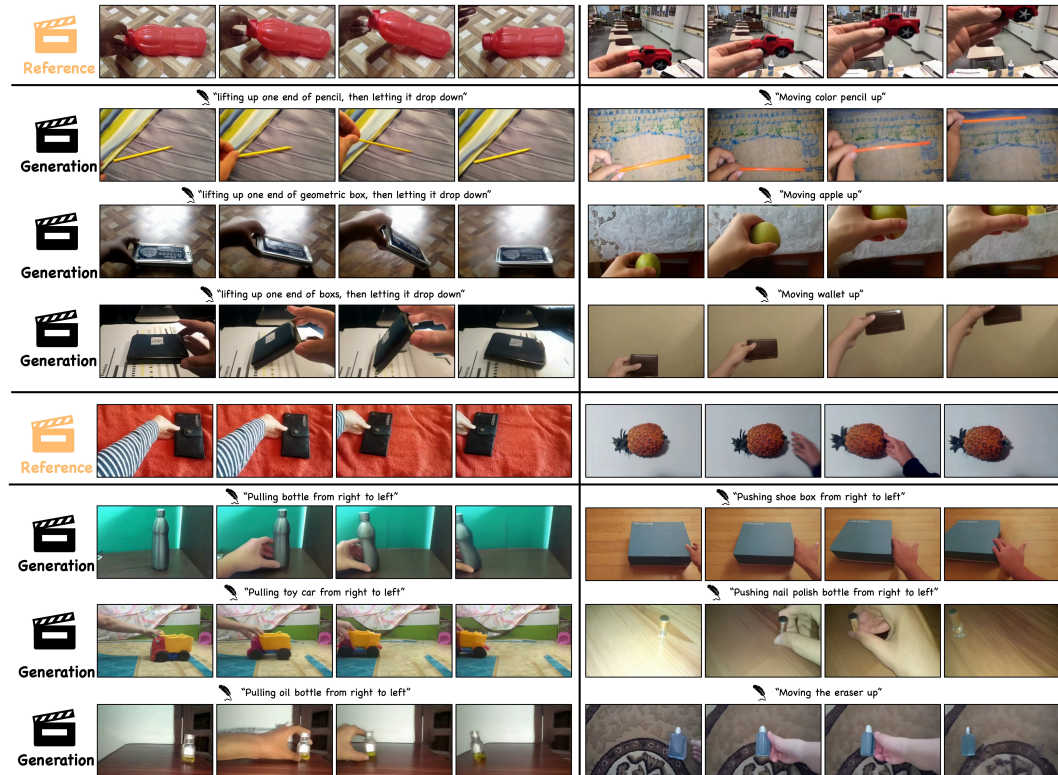 Reference
"lifting up one end of pencil, then letting it drop down"
"Moving color pencil up"
Generation
"lifting up one end of geometric box, then letting it drop down"
"Moving apple up"
Generation
"lifting up one end of boxs, then letting it drop down"
"Moving wallet up"
Generation
Reference
"Pulling bottle from right to left"
"Pushing shoe box from right to left"
Generation
"Pulling toy car from right to left"
"Pushing nail polish bottle from right to left"
Generation
"Pulling oil bottle from right to left"
"Moving the eraser up"
Generation